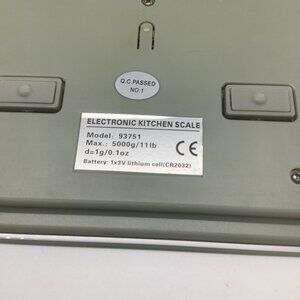 Q.C.PASSED
NO:1
ELECTRONIC KITCHEN SCALE
Model: 93751
Max.: 5000g/11lb
d=1g/0.1oz
CE
Battery: 1x3V lithium cell(CR2032)